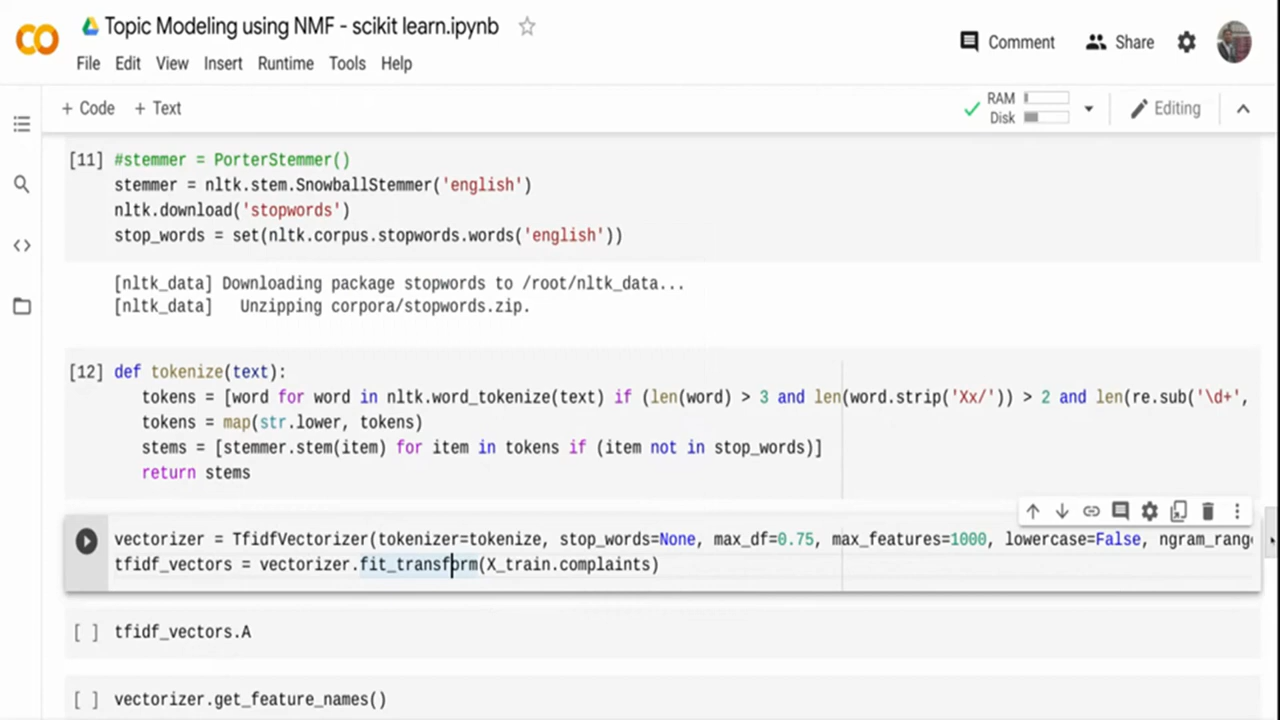 Topic Modeling using NMF - scikit learn.ipynb
File Edit View Insert Runtime Tools Help
Comment Share
+ Code + Text
RAM
Disk
Editing
[11] #stemmer = PorterStemmer()
stemmer = nltk.stem.SnowballStemmer('english')
nltk.download('stopwords')
stop_words = set(nltk.corpus.stopwords.words('english'))
[nltk_data] Downloading package stopwords to /root/nltk_data...
[nltk_data]   Unzipping corpora/stopwords.zip.
[12] def tokenize(text):
tokens = [word for word in nltk.word_tokenize(text) if (len(word) > 3 and len(word.strip('Xx/')) > 2 and len(re.sub('\d+',
tokens = map(str.lower, tokens)
stems = [stemmer.stem(item) for item in tokens if (item not in stop_words)]
return stems
vectorizer = TfidfVectorizer(tokenizer=tokenize, stop_words=None, max_df=0.75, max_features=1000, lowercase=False, ngram_range
tfidf_vectors = vectorizer.fit_transform(X_train.complaints)
[ ] tfidf_vectors.A
[ ] vectorizer.get_feature_names()